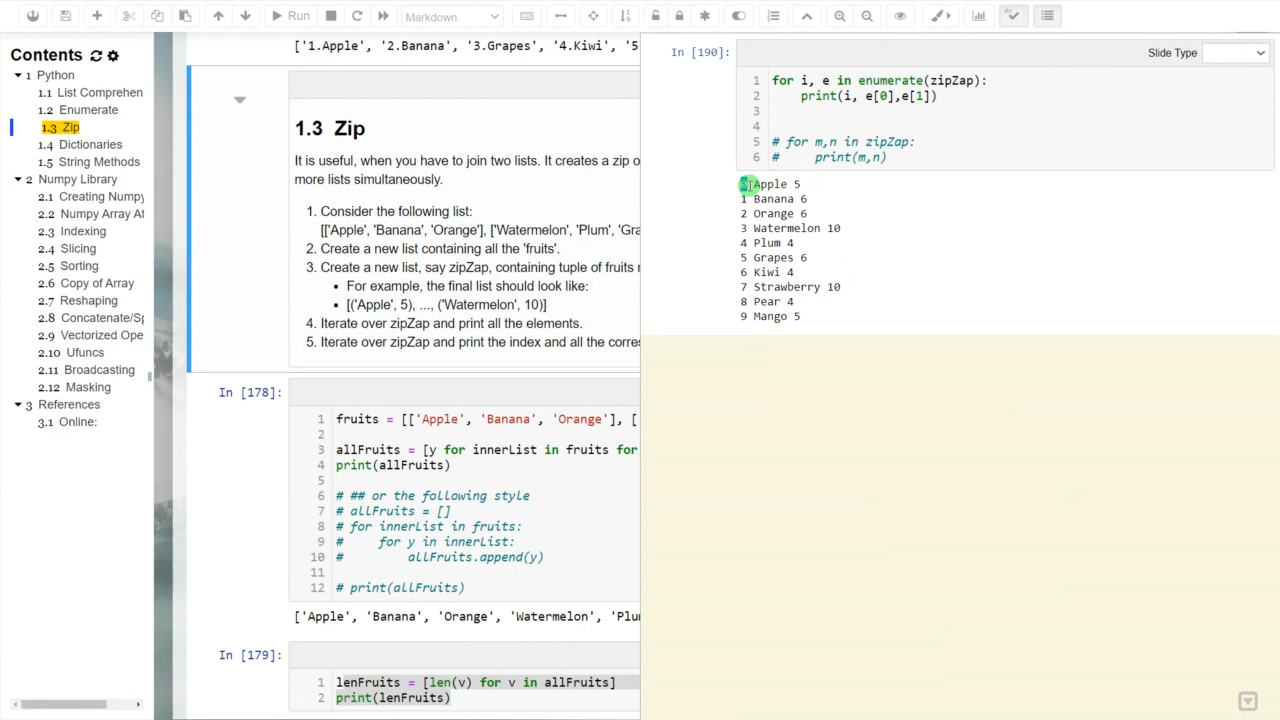 Run
Markdown
Contents
1 Python
1.1 List Comprehen
1.2 Enumerate
1.3 Zip
1.4 Dictionaries
1.5 String Methods
2 Numpy Library
2.1 Creating Numpy
2.2 Numpy Array At
2.3 Indexing
2.4 Slicing
2.5 Sorting
2.6 Copy of Array
2.7 Reshaping
2.8 Concatenate/Sp
2.9 Vectorized Ope
2.10 Ufuncs
2.11 Broadcasting
2.12 Masking
3 References
3.1 Online:
['1.Apple', '2.Banana', '3.Grapes', '4.Kiwi', '5
1.3 Zip
It is useful, when you have to join two lists. It creates a zip o
more lists simultaneously.
1. Consider the following list:
[['Apple', 'Banana', 'Orange'], ['Watermelon', 'Plum', 'Gra
2. Create a new list containing all the 'fruits'.
3. Create a new list, say zipZap, containing tuple of fruits
• For example, the final list should look like:
• [('Apple', 5), ..., ('Watermelon', 10)]
4. Iterate over zipZap and print all the elements.
5. Iterate over zipZap and print the index and all the corre
In [178]:
1 fruits = [['Apple', 'Banana', 'Orange'], [
2
3 allFruits = [y for innerList in fruits for
4 print(allFruits)
5
6 # ## or the following style
7 # allFruits = []
8 # for innerList in fruits:
9 #     for y in innerList:
10 #         allFruits.append(y)
11
12 # print(allFruits)
['Apple', 'Banana', 'Orange', 'Watermelon', 'Plum
In [179]:
1 lenFruits = [len(v) for v in allFruits]
2 print(lenFruits)
In [190]:
Slide Type
1 for i, e in enumerate(zipZap):
2     print(i, e[0],e[1])
3
4
5 # for m,n in zipZap:
6 #     print(m,n)
Apple 5
1 Banana 6
2 Orange 6
3 Watermelon 10
4 Plum 4
5 Grapes 6
6 Kiwi 4
7 Strawberry 10
8 Pear 4
9 Mango 5